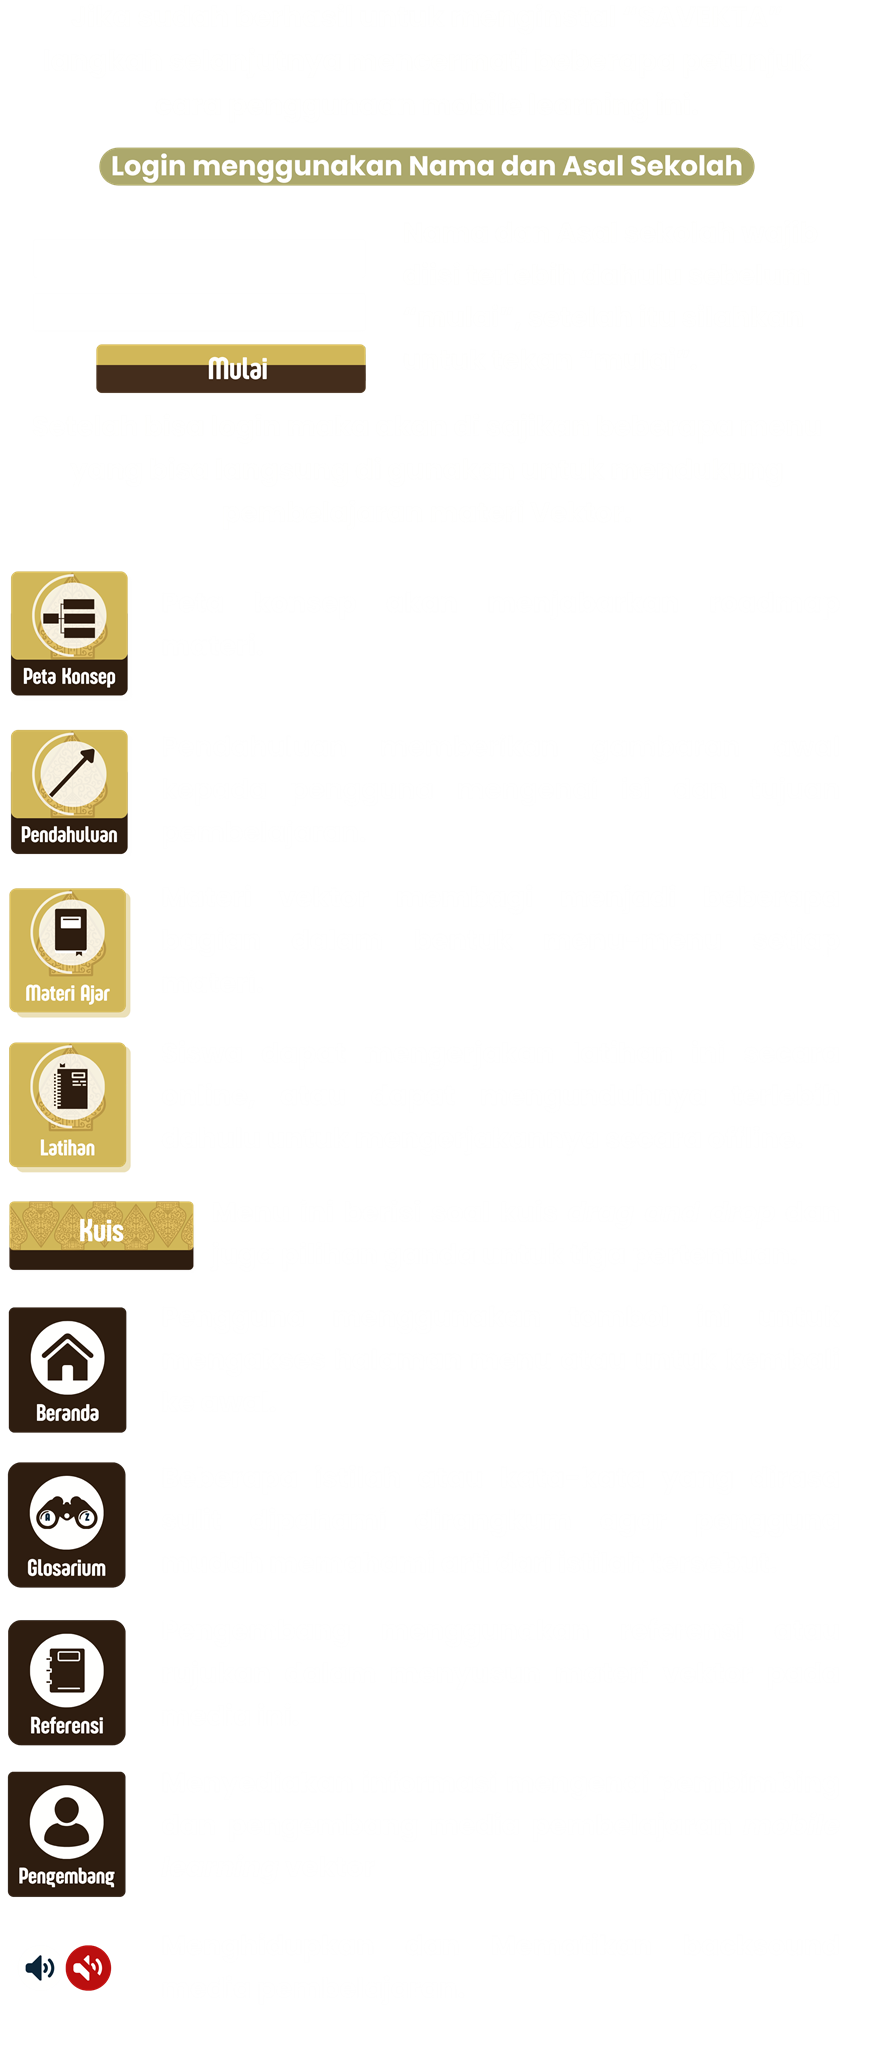 Login menggunakan Nama dan Asal Sekolah
Mulai
Peta Konsep
Pendahuluan
Materi Ajar
Latihan
Kuis
Beranda
A Z
Glosarium
Referensi
Pengembang